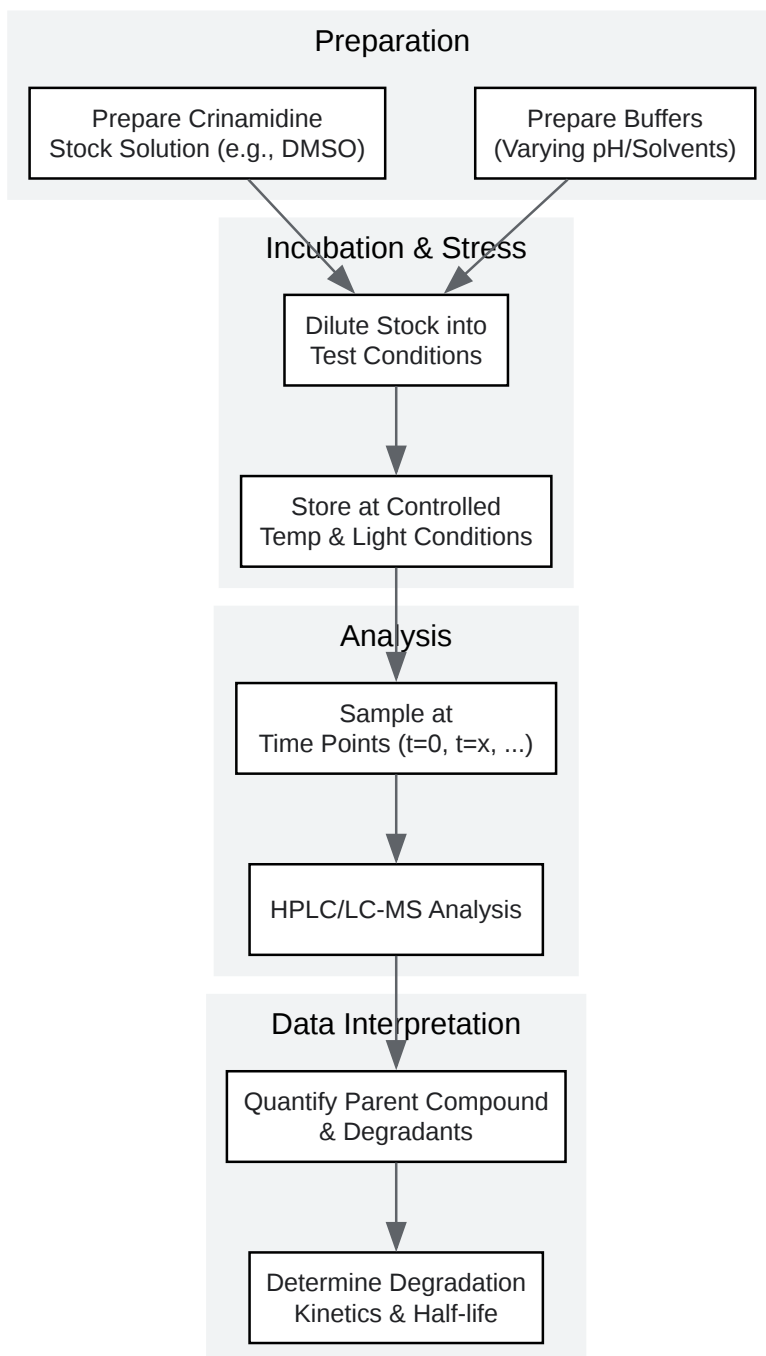 Preparation
Prepare Crinamidine
Stock Solution (e.g., DMSO)
Prepare Buffers
(Varying pH/Solvents)
Incubation & Stress
Dilute Stock into
Test Conditions
Store at Controlled
Temp & Light Conditions
Analysis
Sample at
Time Points (t=0, t=x, ...)
HPLC/LC-MS Analysis
Data Interpretation
Quantify Parent Compound
& Degradants
Determine Degradation
Kinetics & Half-life